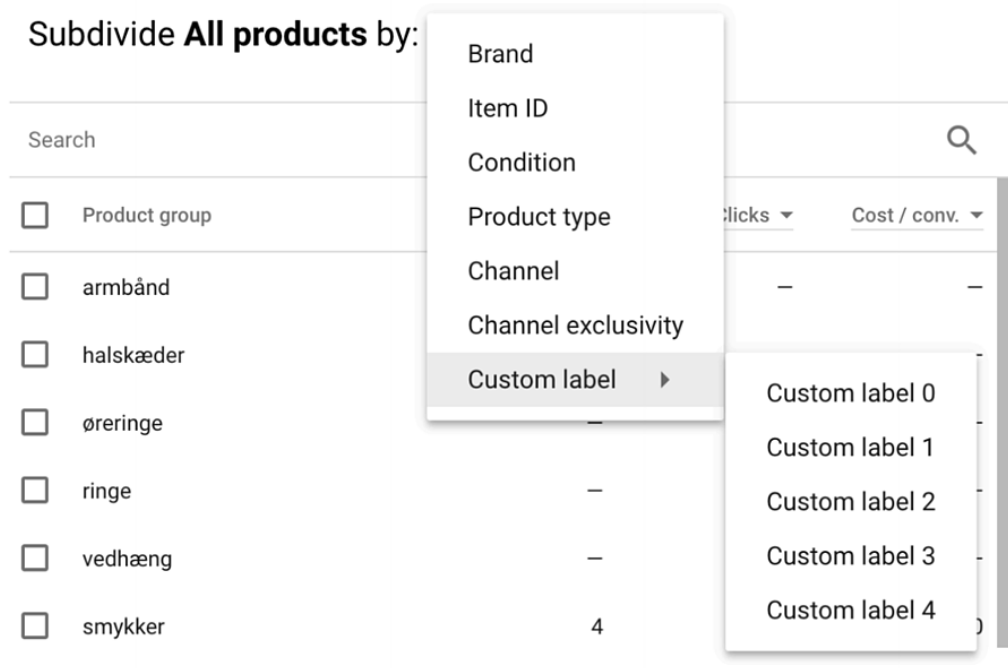 Subdivide All products by:
Brand
Item ID
Condition
Product type
Channel
Channel exclusivity
Custom label
Custom label 0
Custom label 1
Custom label 2
Custom label 3
Custom label 4
Search
Product group
Clicks
Cost / conv.
armbånd
—
—
halskæder
øreringe
—
ringe
—
vedhæng
—
smykker
4